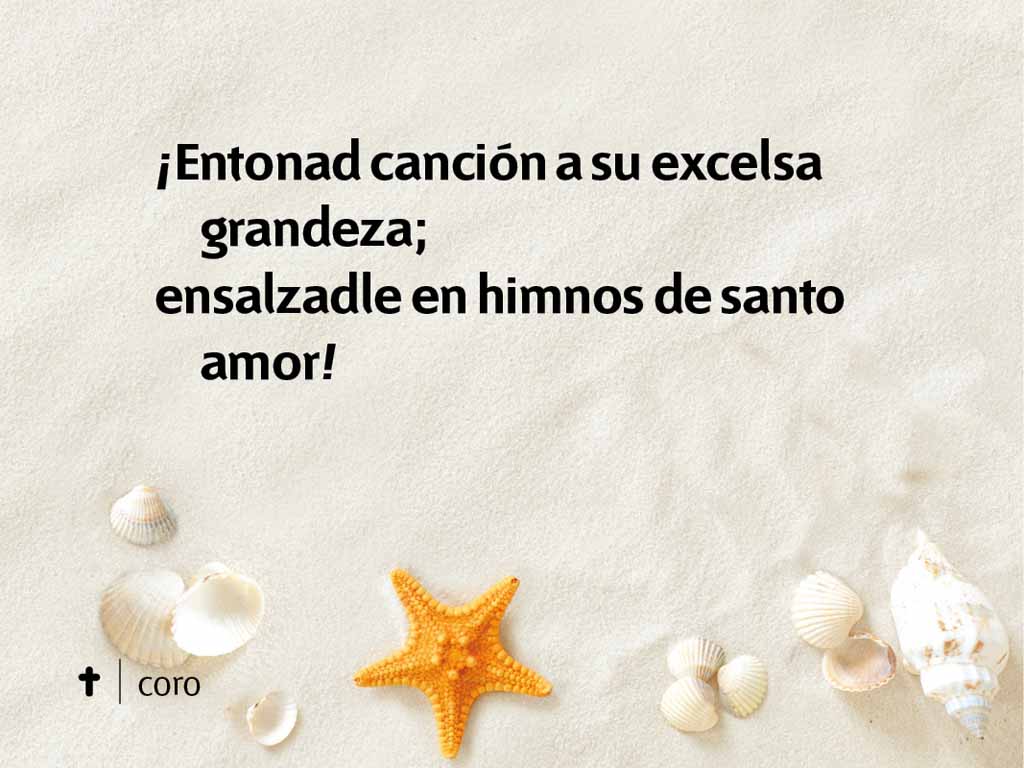 ¡Entonad canción a su excelsa
grandeza;
ensalzadle en himnos de santo
amor!
coro